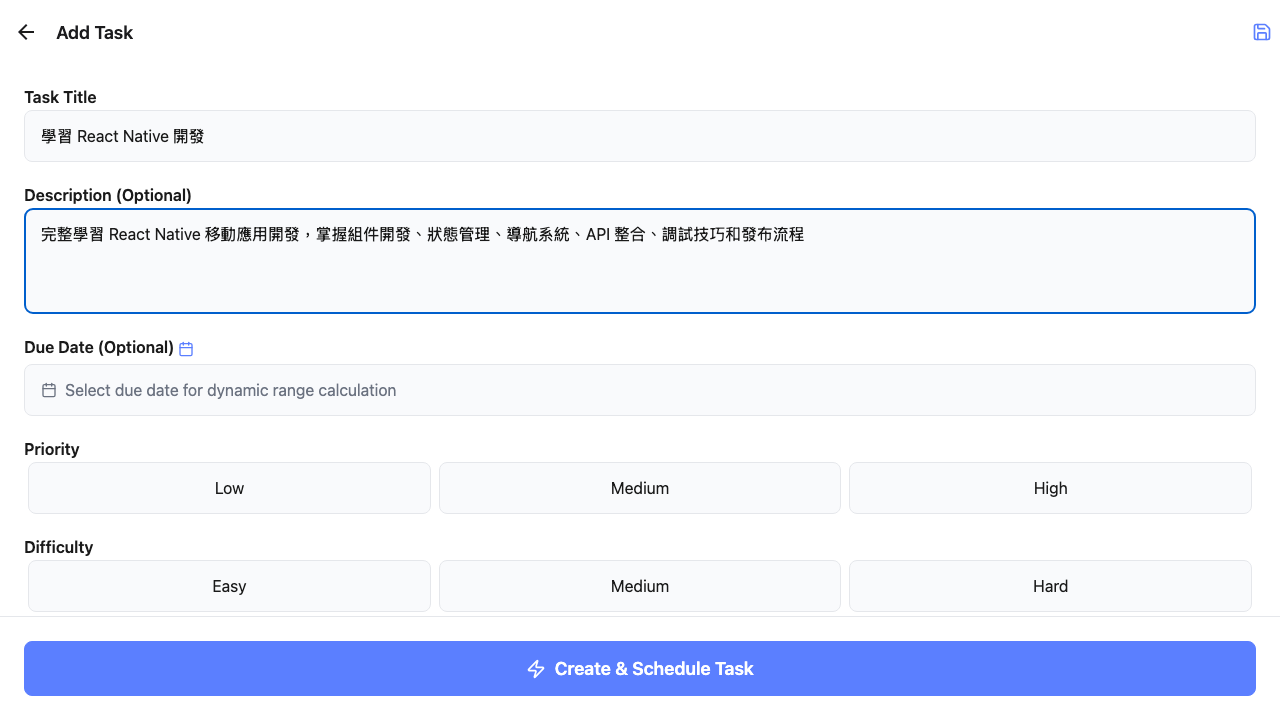 Add Task
Task Title
學習 React Native 開發
Description (Optional)
完整學習 React Native 移動應用開發，掌握組件開發、狀態管理、導航系統、API 整合、調試技巧和發布流程
Due Date (Optional)
Select due date for dynamic range calculation
Priority
Low Medium High
Difficulty
Easy Medium Hard
Create & Schedule Task